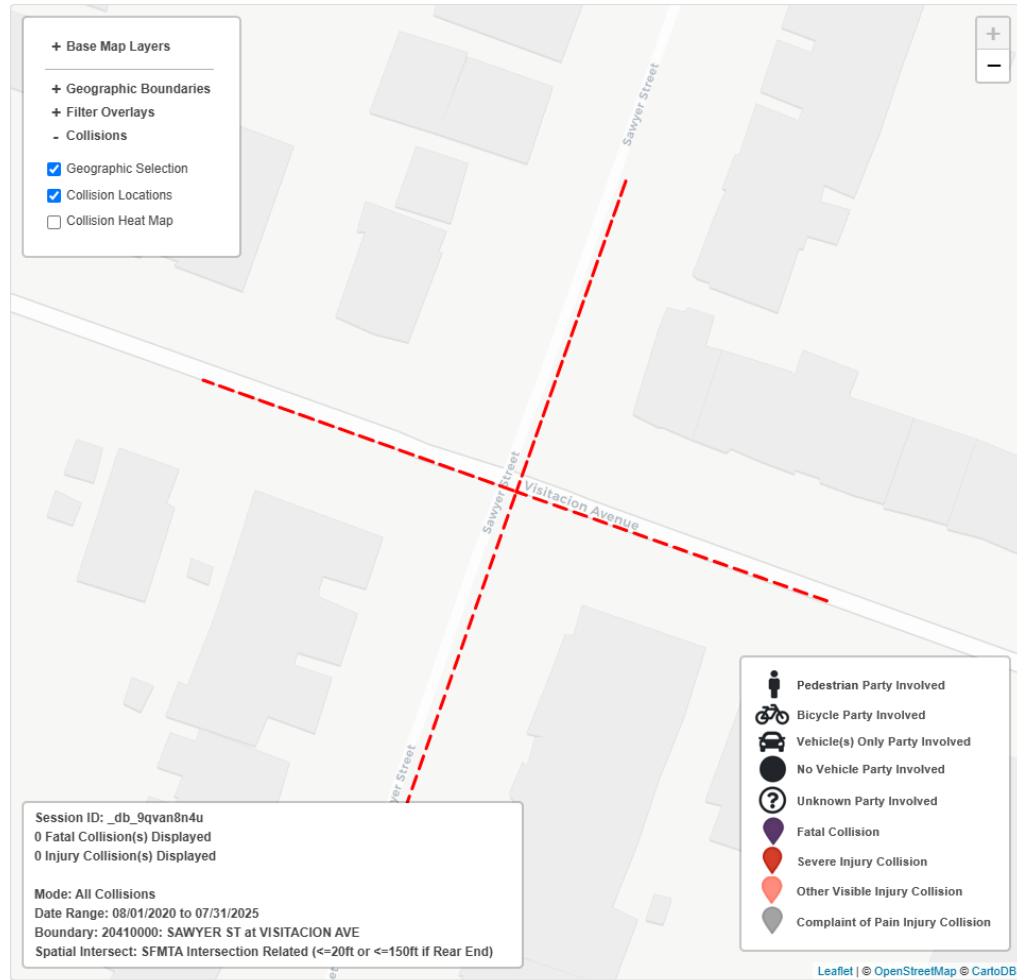 + Base Map Layers
+ Geographic Boundaries
+ Filter Overlays
- Collisions
Geographic Selection
Collision Locations
Collision Heat Map
+
−
Sawyer Street
Sawyer Street
Visitacion Avenue
yer Street
Session ID: _db_9qvan8n4u
0 Fatal Collision(s) Displayed
0 Injury Collision(s) Displayed
Mode: All Collisions
Date Range: 08/01/2020 to 07/31/2025
Boundary: 20410000: SAWYER ST at VISITACION AVE
Spatial Intersect: SFMTA Intersection Related (<=20ft or <=150ft if Rear End)
Pedestrian Party Involved
Bicycle Party Involved
Vehicle(s) Only Party Involved
No Vehicle Party Involved
? Unknown Party Involved
Fatal Collision
Severe Injury Collision
Other Visible Injury Collision
Complaint of Pain Injury Collision
Leaflet | © OpenStreetMap © CartoDB